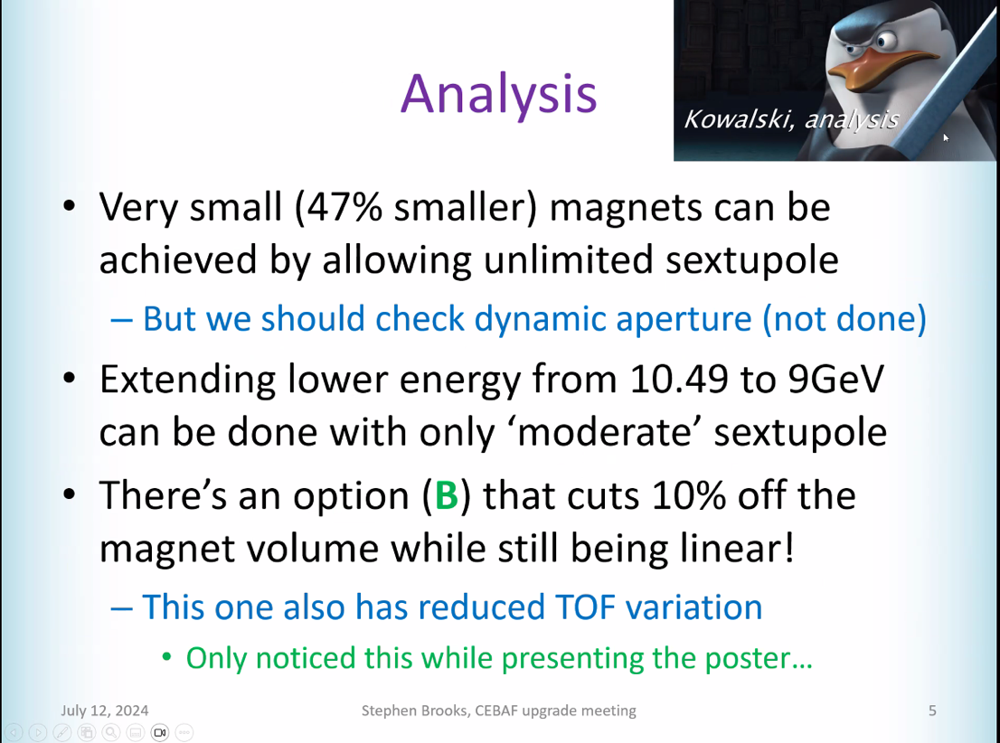 Analysis
Kowalski, analysis
• Very small (47% smaller) magnets can be
achieved by allowing unlimited sextupole
– But we should check dynamic aperture (not done)
• Extending lower energy from 10.49 to 9GeV
can be done with only ‘moderate’ sextupole
• There’s an option (B) that cuts 10% off the
magnet volume while still being linear!
– This one also has reduced TOF variation
• Only noticed this while presenting the poster…
July 12, 2024
Stephen Brooks, CEBAF upgrade meeting
5